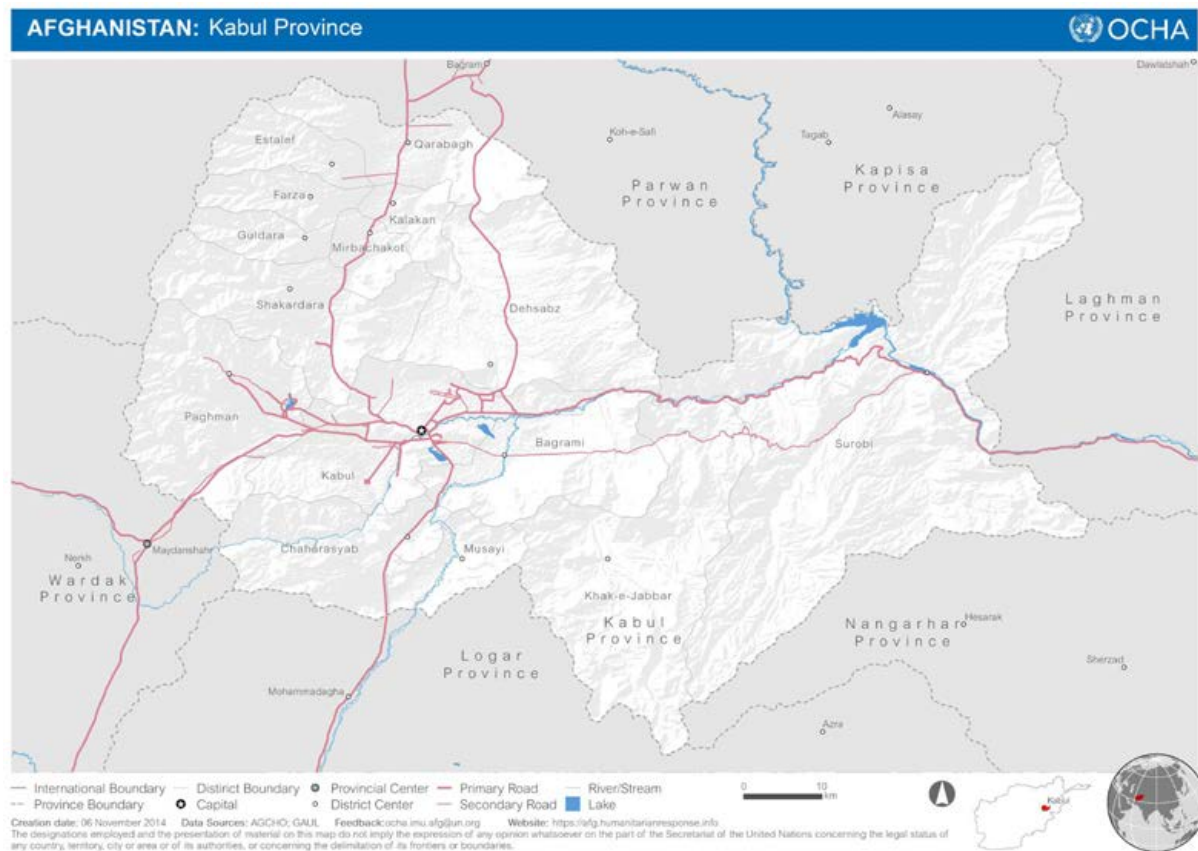 AFGHANISTAN: Kabul Province
OCHA
Bagram
Dawlatshah
Alasay
Koh-e-Safi
Tagab
Estalef
Qarabagh
Kapisa
Province
Parwan
Province
Farza
Kalakan
Guldara
Mirbachakot
Shakardara
Dehsabz
Laghman
Province
Paghman
Bagrami
Surobi
Kabul
Maydanshahr
Chaharasyab
Musayi
Nerkh
Wardak
Province
Khak-e-Jabbar
Kabul
Province
Nangarhar
Province
Hesarak
Logar
Province
Sherzad
Mohammadagha
Azra
International Boundary
District Boundary
Provincial Center
Primary Road
River/Stream
Province Boundary
Capital
District Center
Secondary Road
Lake
0 10
km
Kabul
Creation date: 06 November 2014 Data Sources: AGCHO; GAUL Feedback:ocha.imu.afg@un.org Website: https://afg.humanitarianresponse.info
The designations employed and the presentation of material on this map do not imply the expression of any opinion whatsoever on the part of the Secretariat of the United Nations concerning the legal status of
any country, territory, city or area or of its authorities, or concerning the delimitation of its frontiers or boundaries.